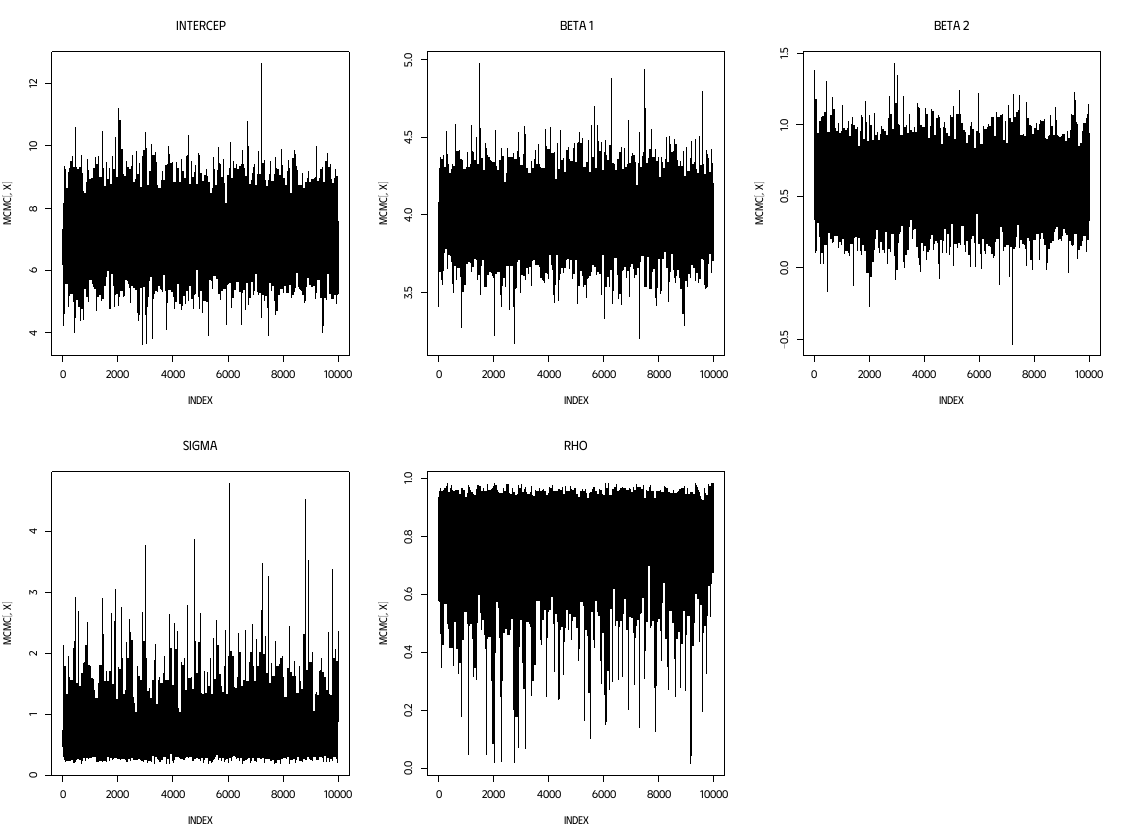 INTERCEP
BETA 1
BETA 2
12
10
8
6
4
MCMC[, X]
0 2000 4000 6000 8000 10000
INDEX
5.0
4.5
4.0
3.5
MCMC[, X]
0 2000 4000 6000 8000 10000
INDEX
1.5
1.0
0.5
0.0
-0.5
MCMC[, X]
0 2000 4000 6000 8000 10000
INDEX
SIGMA
RHO
4
3
2
1
0
MCMC[, X]
0 2000 4000 6000 8000 10000
INDEX
1.0
0.8
0.6
0.4
0.2
0.0
MCMC[, X]
0 2000 4000 6000 8000 10000
INDEX